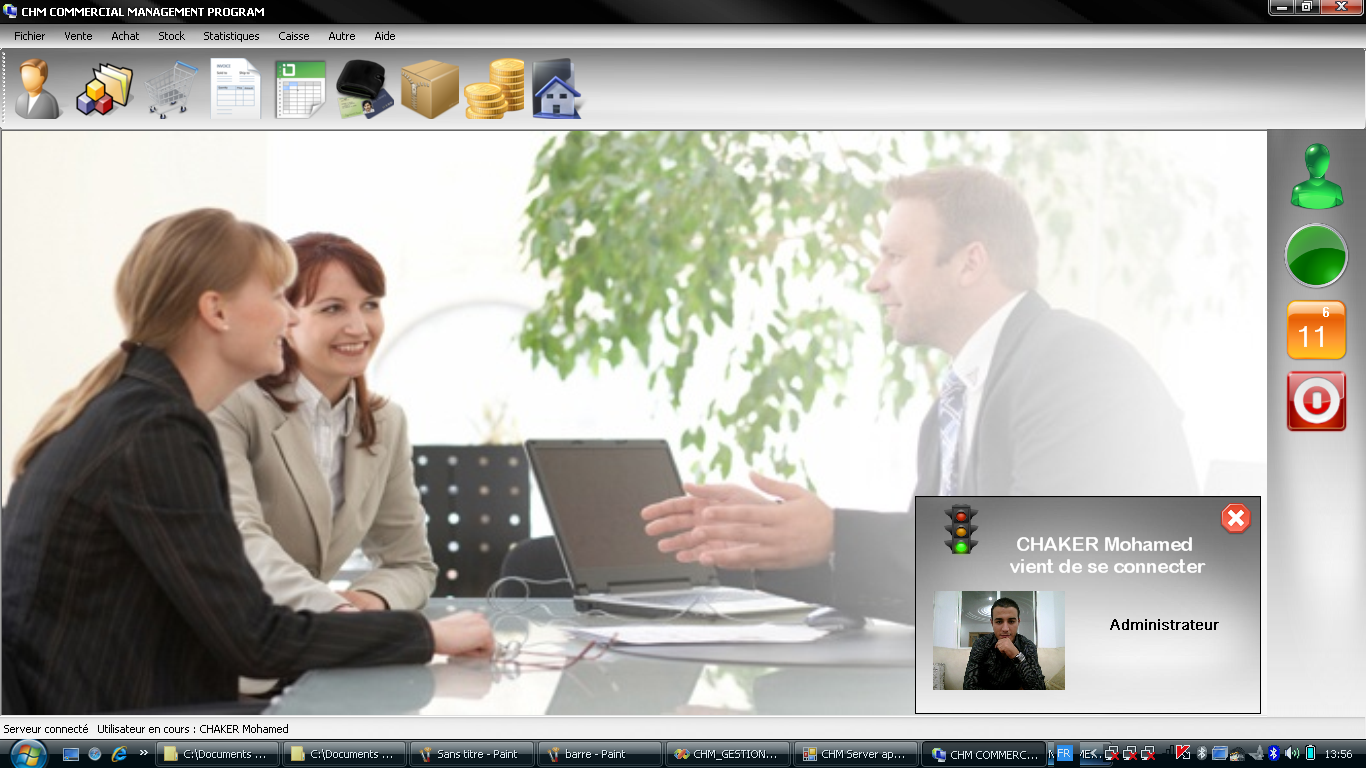 CHM COMMERCIAL MANAGEMENT PROGRAM
Fichier Vente Achat Stock Statistiques Caisse Autre Aide
INVOICE
6
11
CHAKER Mohamed
vient de se connecter
Administrateur
Serveur connecté Utilisateur en cours : CHAKER Mohamed
C:\Documents ... C:\Documents ... Sans titre - Paint barre - Paint CHM_GESTION... CHM Server ap... CHM COMMERC... FR 13:56